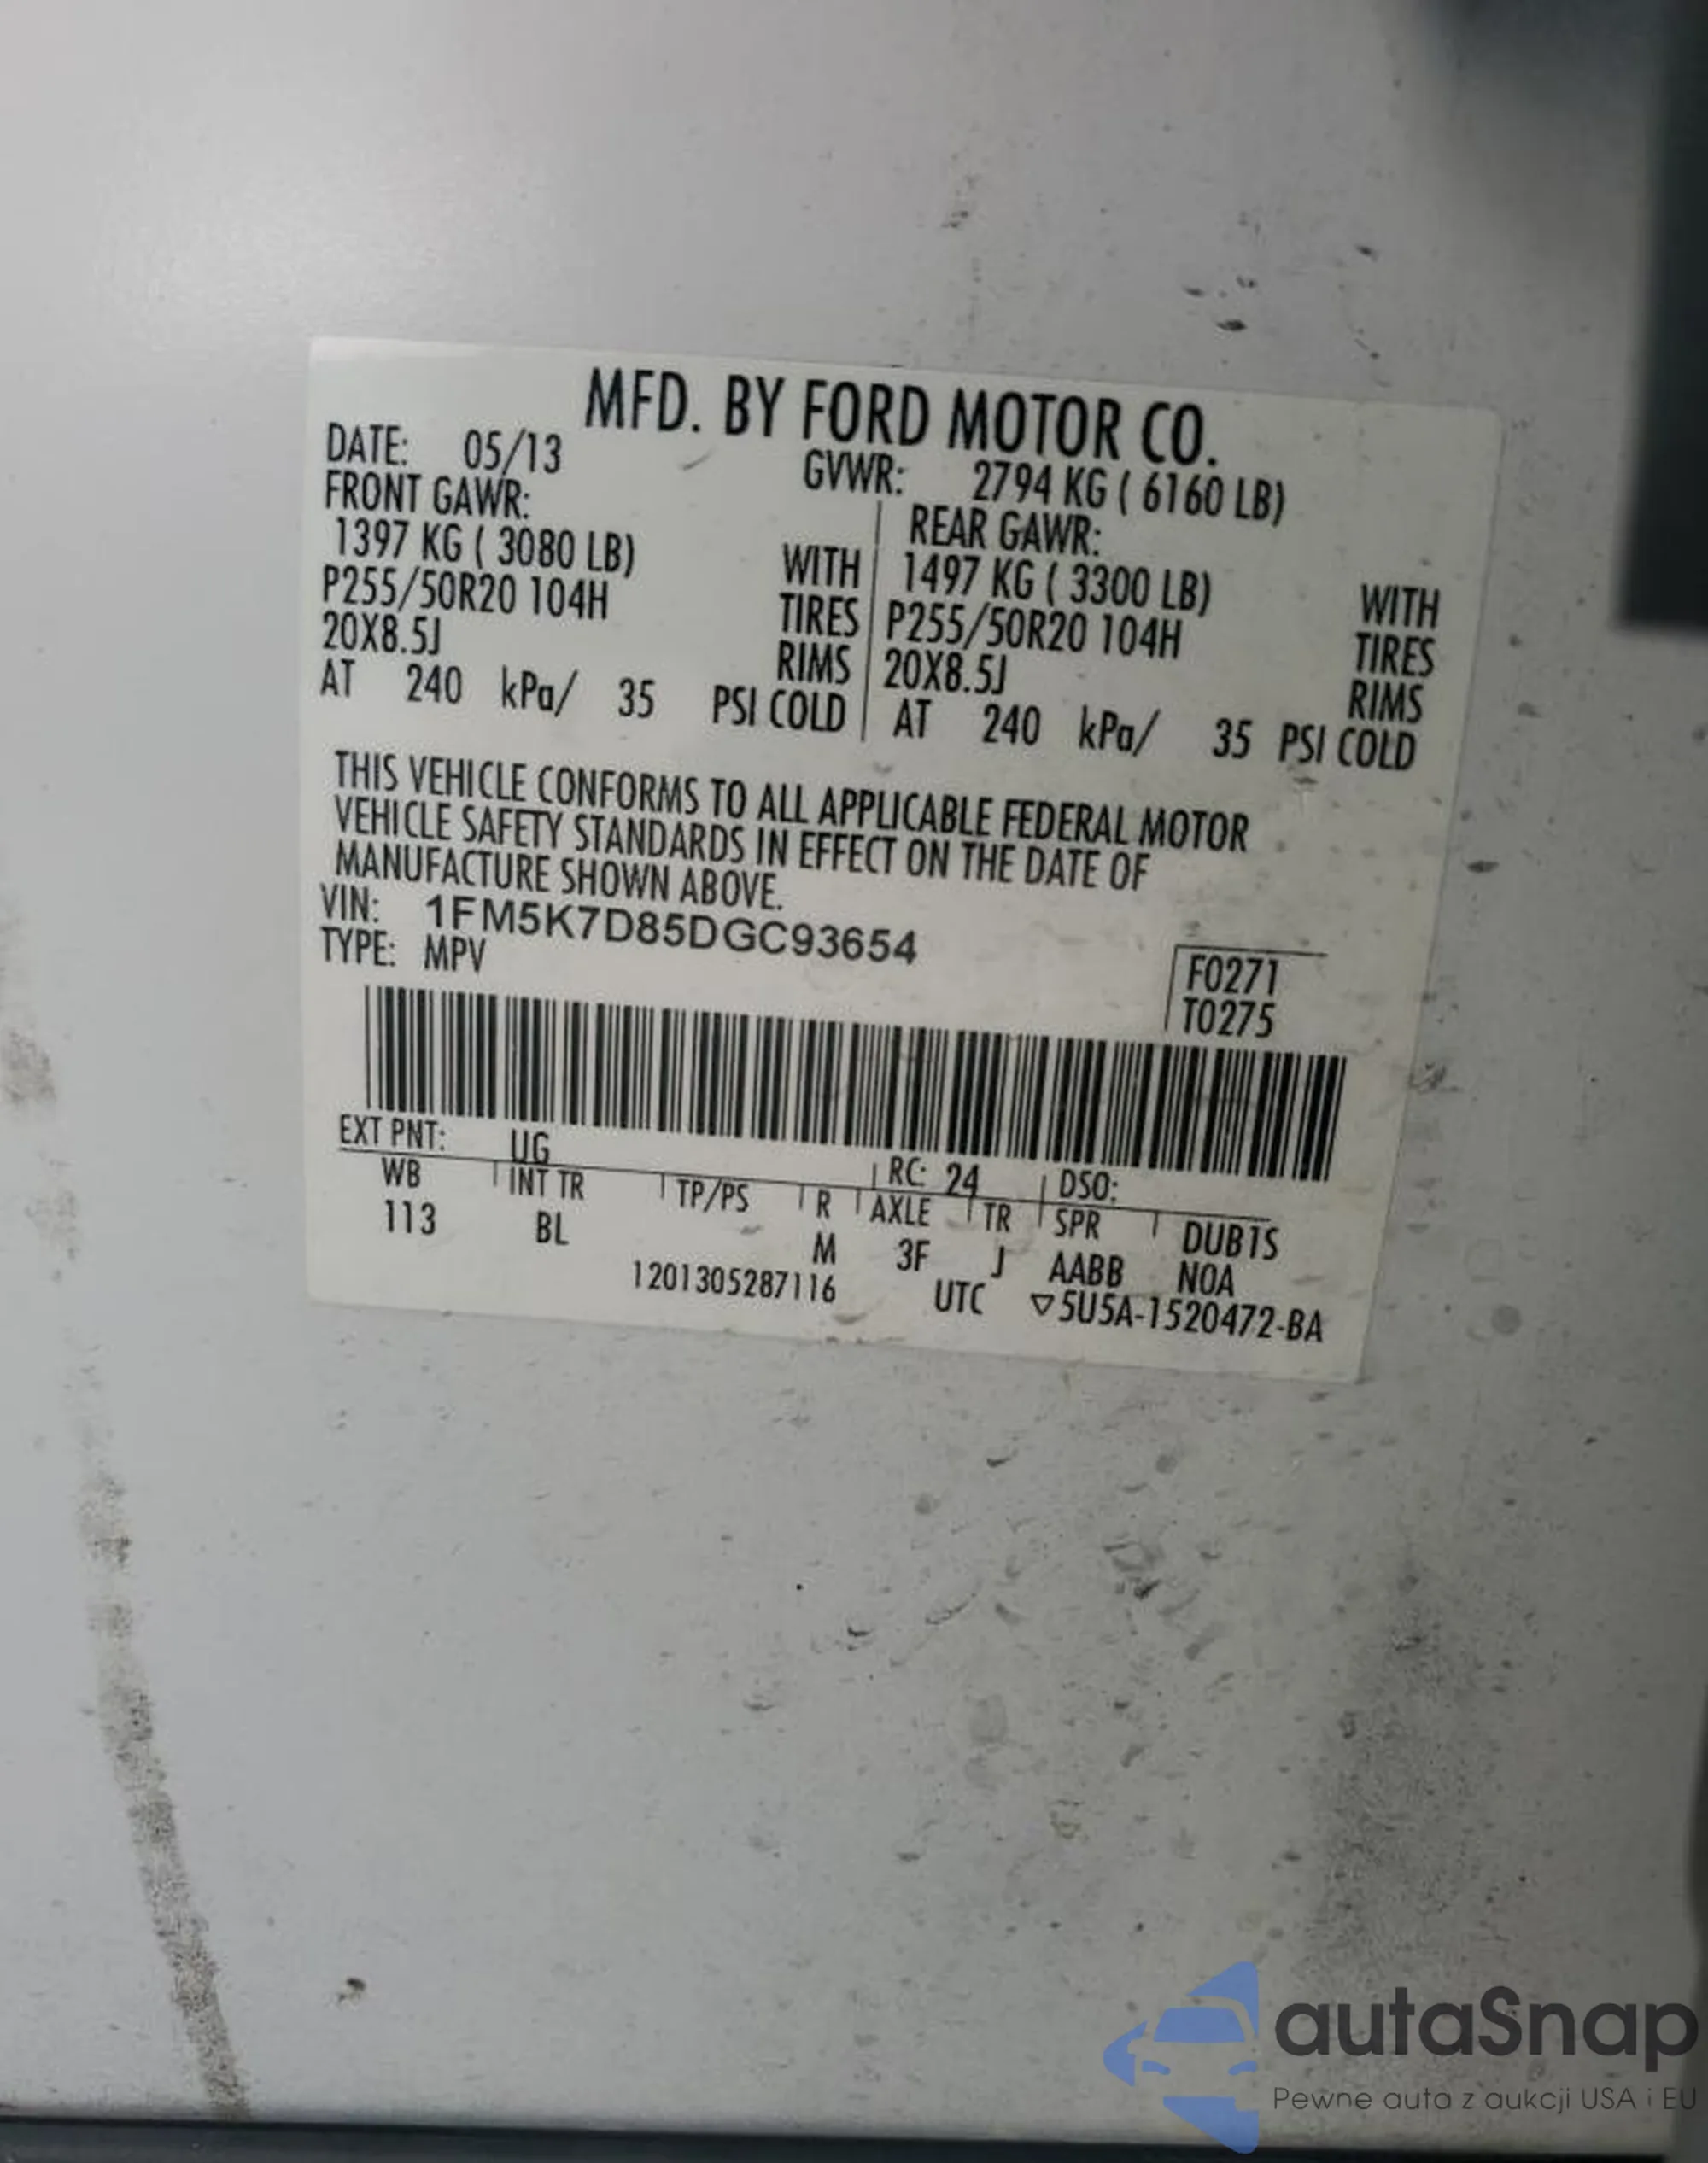 MFD. BY FORD MOTOR CO.
DATE: 05/13 GVWR: 2794 KG ( 6160 LB)
FRONT GAWR: REAR GAWR:
1397 KG ( 3080 LB) WITH 1497 KG ( 3300 LB) WITH
P255/50R20 104H TIRES P255/50R20 104H TIRES
20X8.5J RIMS 20X8.5J RIMS
AT 240 kPa/ 35 PSI COLD AT 240 kPa/ 35 PSI COLD
THIS VEHICLE CONFORMS TO ALL APPLICABLE FEDERAL MOTOR
VEHICLE SAFETY STANDARDS IN EFFECT ON THE DATE OF
MANUFACTURE SHOWN ABOVE.
VIN: 1FM5K7D85DGC93654
TYPE: MPV
F0271
T0275
EXT PNT: UG RC: 24 DSO:
WB INT TR TP/PS R AXLE TR SPR DUB1S
113 BL M 3F J AABB NOA
1201305287116 UTC ▽5U5A-1520472-BA
autaSnap
Pewne auta z aukcji USA i EU